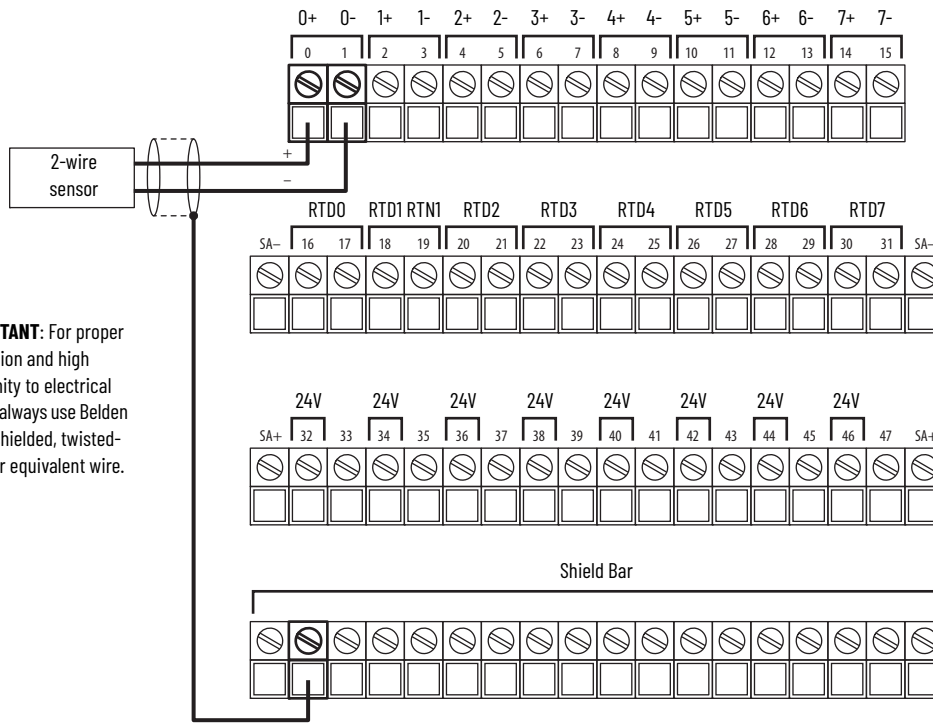 0+ 0- 1+ 1- 2+ 2- 3+ 3- 4+ 4- 5+ 5- 6+ 6- 7+ 7-
0 1 2 3 4 5 6 7 8 9 10 11 12 13 14 15
2-wire
sensor
+
–
RTD0 RTD1 RTN1 RTD2 RTD3 RTD4 RTD5 RTD6 RTD7
SA– 16 17 18 19 20 21 22 23 24 25 26 27 28 29 30 31 SA–
TANT: For proper
ion and high
nity to electrical
always use Belden
hielded, twisted-
r equivalent wire.
24V 24V 24V 24V 24V 24V 24V 24V
SA+ 32 33 34 35 36 37 38 39 40 41 42 43 44 45 46 47 SA+
Shield Bar